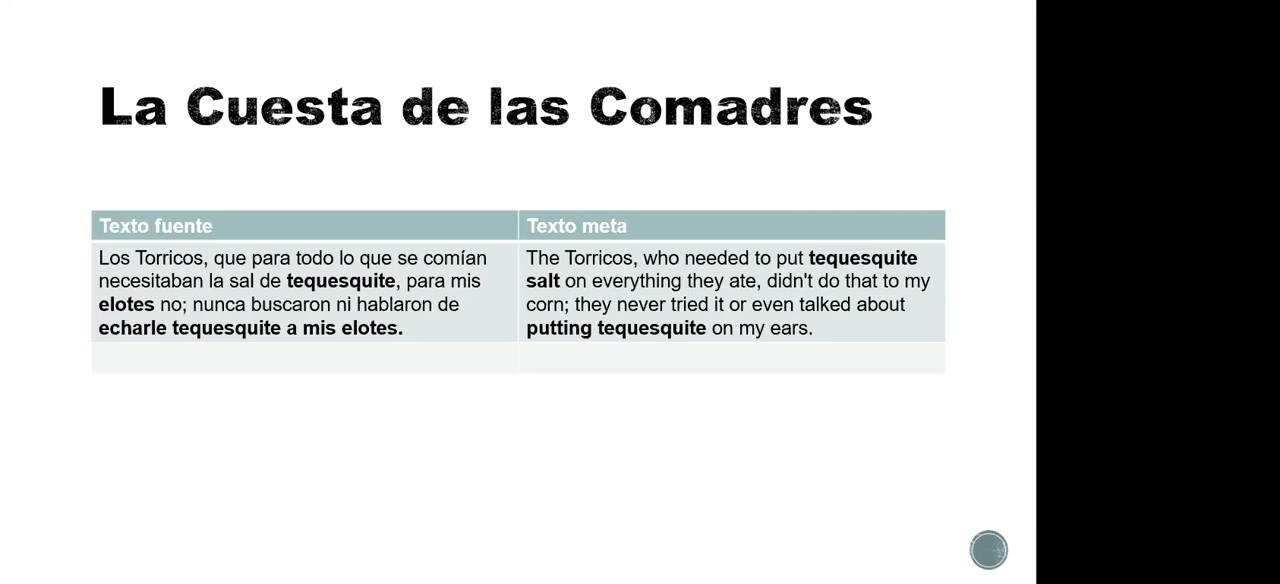 La Cuesta de las Comadres
Texto fuente
Texto meta
Los Torricos, que para todo lo que se comían
necesitaban la sal de tequesquite, para mis
elotes no; nunca buscaron ni hablaron de
echarle tequesquite a mis elotes.
The Torricos, who needed to put tequesquite
salt on everything they ate, didn't do that to my
corn; they never tried it or even talked about
putting tequesquite on my ears.